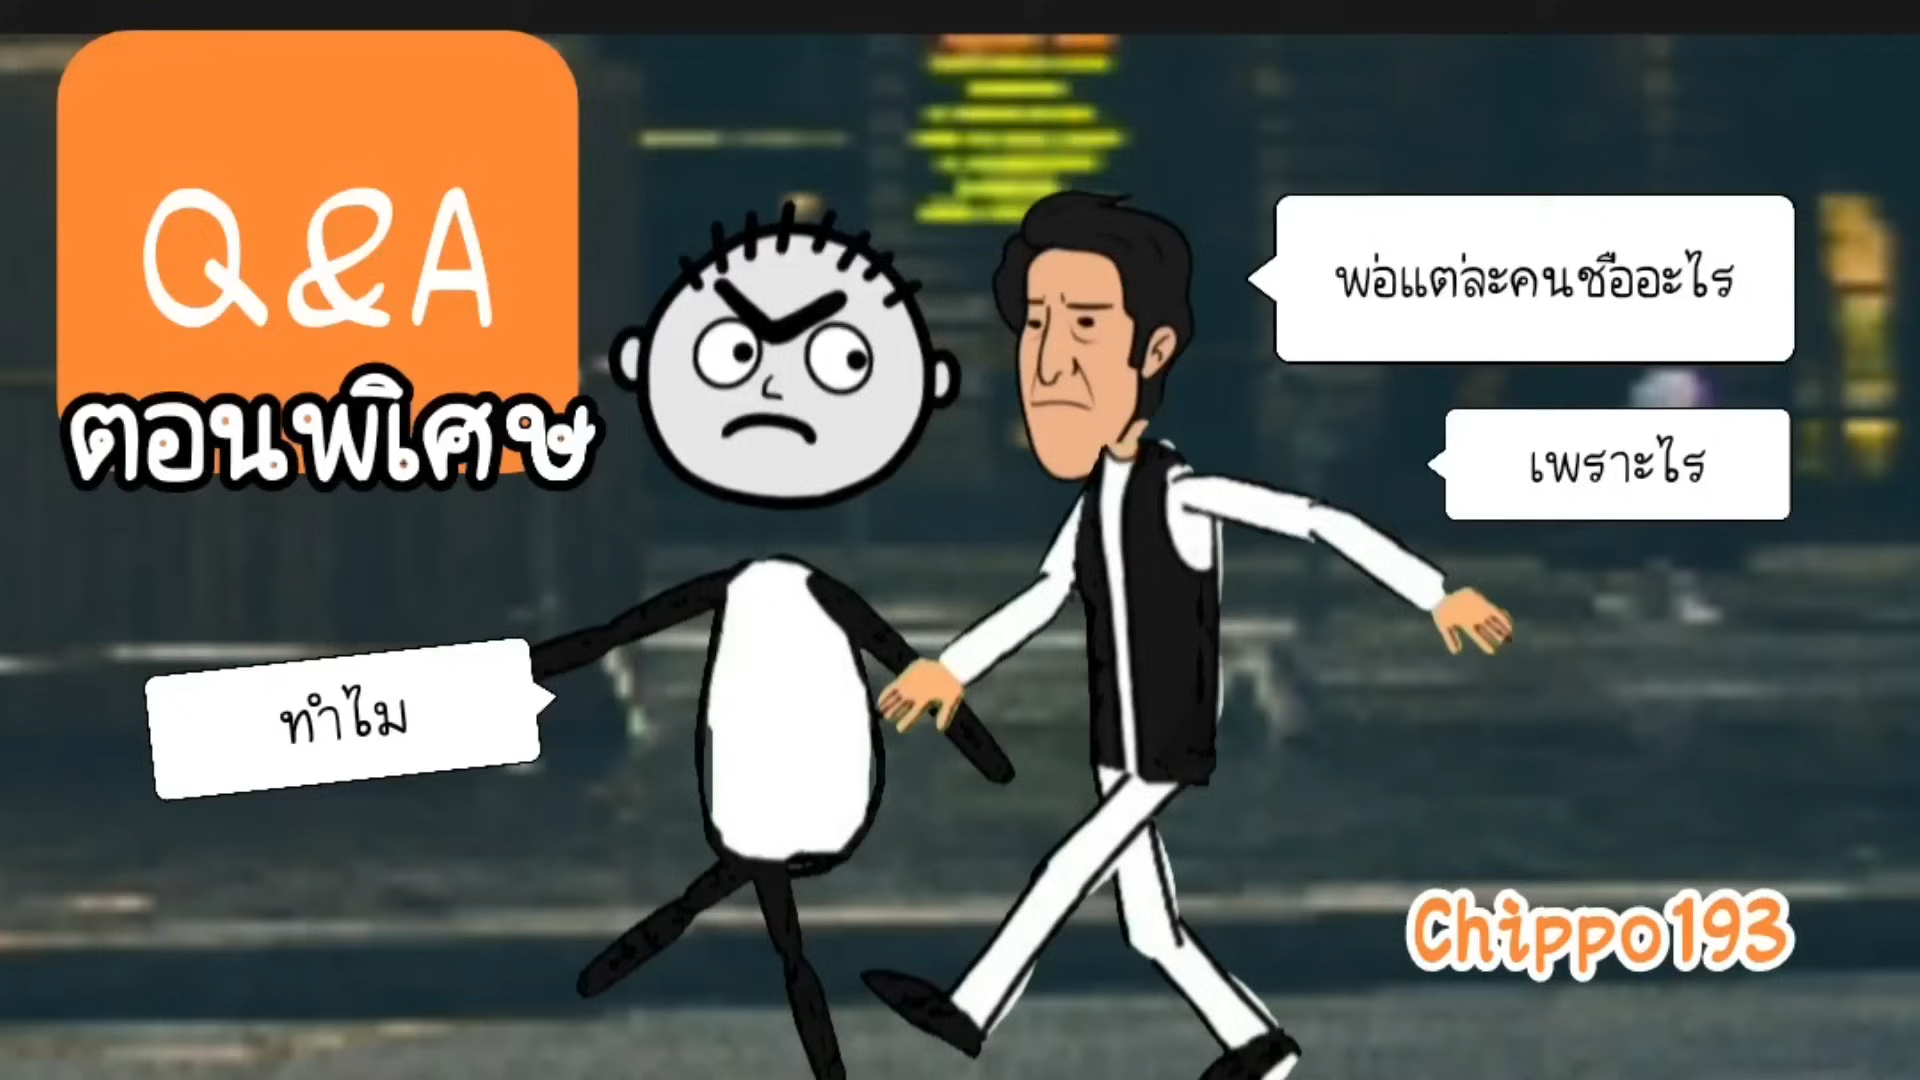 Q&A
ตอนพิเศษ
พ่อแต่ละคนชืออะไร
เพราะไร
ทำไม
Chippo193